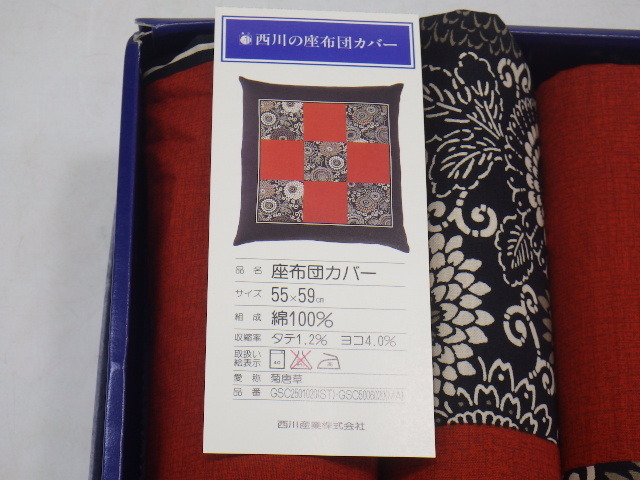 西川の座布団カバー
品名 座布団カバー
サイズ 55×59cm
組成 綿100%
収縮率 タテ1.2% ヨコ4.0%
取扱い
絵表示
愛称 菊唐草
品番
西川産業株式会社